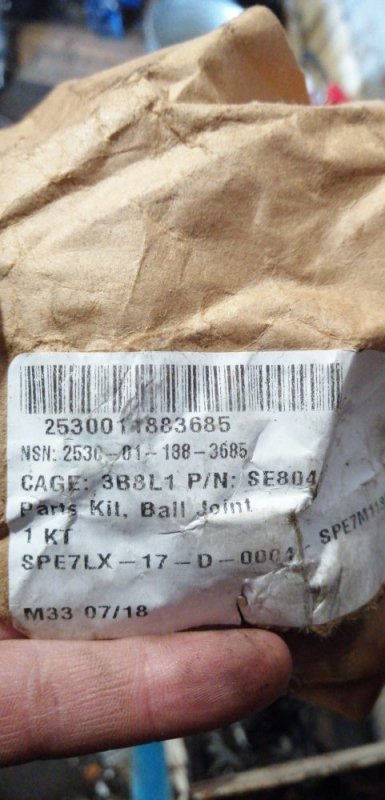 2530011883685
NSN: 2530-01-188-3685
CAGE: 3B8L1 P/N: SE804
Parts Kit, Ball Joint
1 KT
SPE7LX-17-D-0004 - SPE7M1
M33 07/18